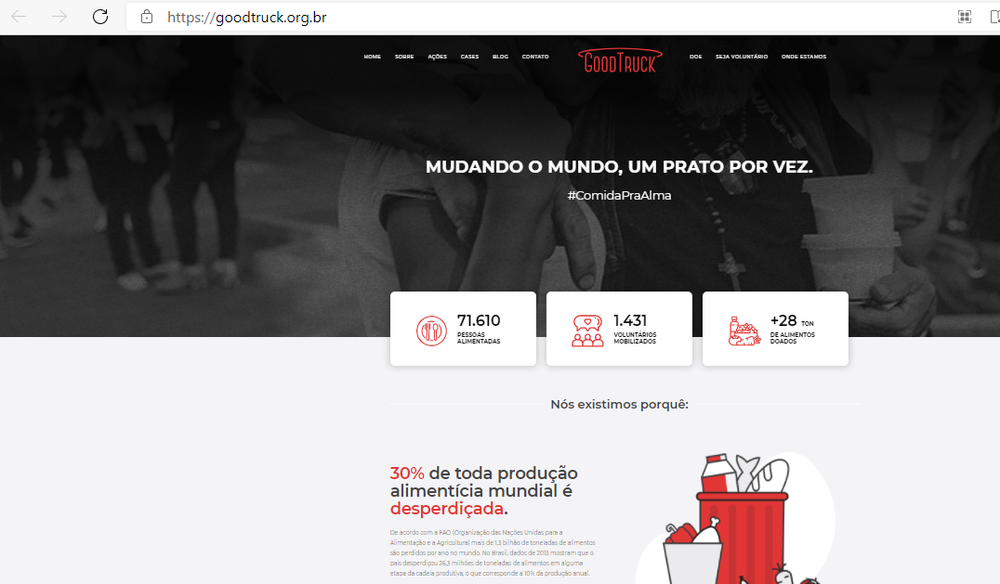 https://goodtruck.org.br
HOME SOBRE AÇÕES CASES BLOG CONTATO GOODTRUCK DOE SEJA VOLUNTÁRIO ONDE ESTAMOS
MUDANDO O MUNDO, UM PRATO POR VEZ.
#ComidaPraAlma
71.610
PESSOAS
ALIMENTADAS
1.431
VOLUNTÁRIOS
MOBILIZADOS
+28 TON
DE ALIMENTOS
DOADOS
Nós existimos porquê:
30% de toda produção
alimentícia mundial é
desperdiçada.
De acordo com a FAO (Organização das Nações Unidas para a
Alimentação e a Agricultura) mais de 1,3 bilhão de toneladas de alimentos
são perdidos por ano no mundo. No Brasil, dados de 2013 mostram que o
país desperdiçou 26,3 milhões de toneladas de alimentos em alguma
etapa da cadeia produtiva, o que corresponde a 10% da produção anual.